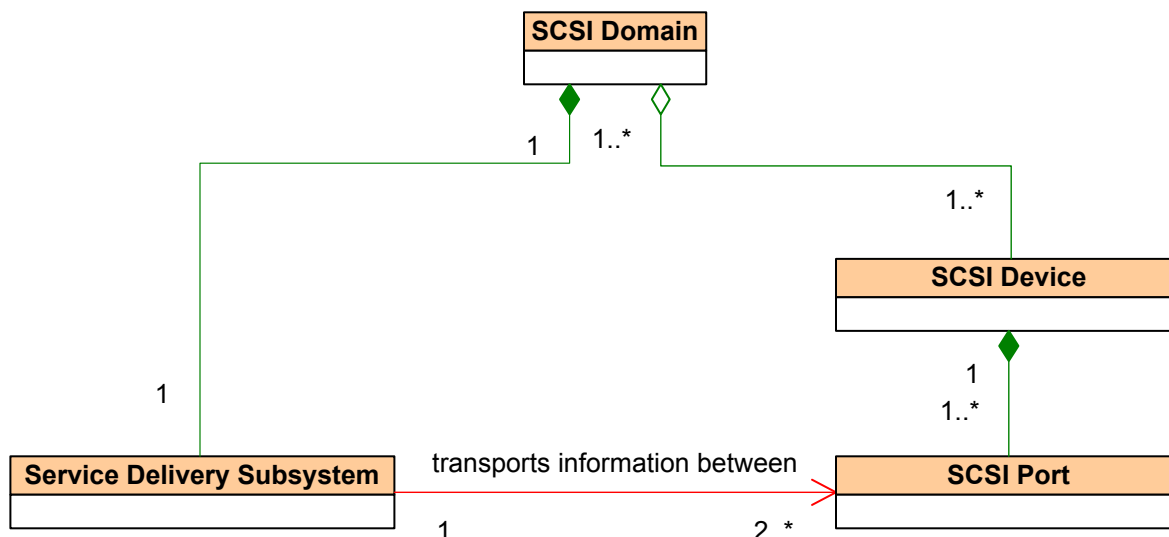 SCSI Domain
1
1..*
1..*
SCSI Device
1
1
1..*
Service Delivery Subsystem
transports information between
SCSI Port
1
2..*